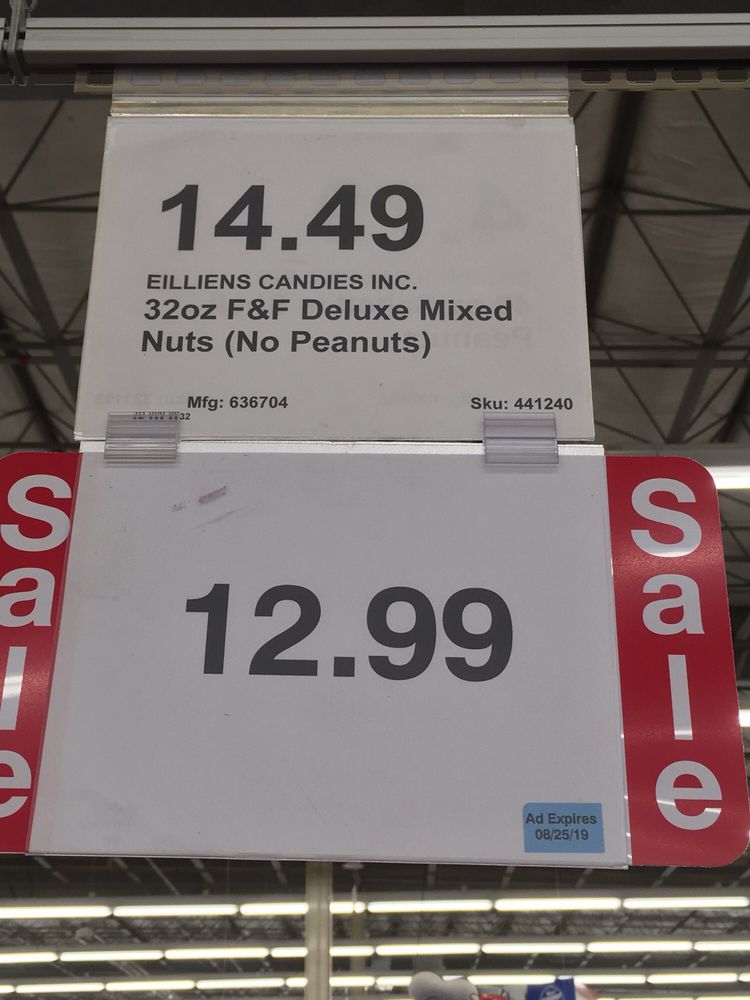 14.49
EILLIENS CANDIES INC.
32oz F&F Deluxe Mixed
Nuts (No Peanuts)
Mfg: 636704 Sku: 441240
Sale
12.99
Sale
Ad Expires
08/25/19